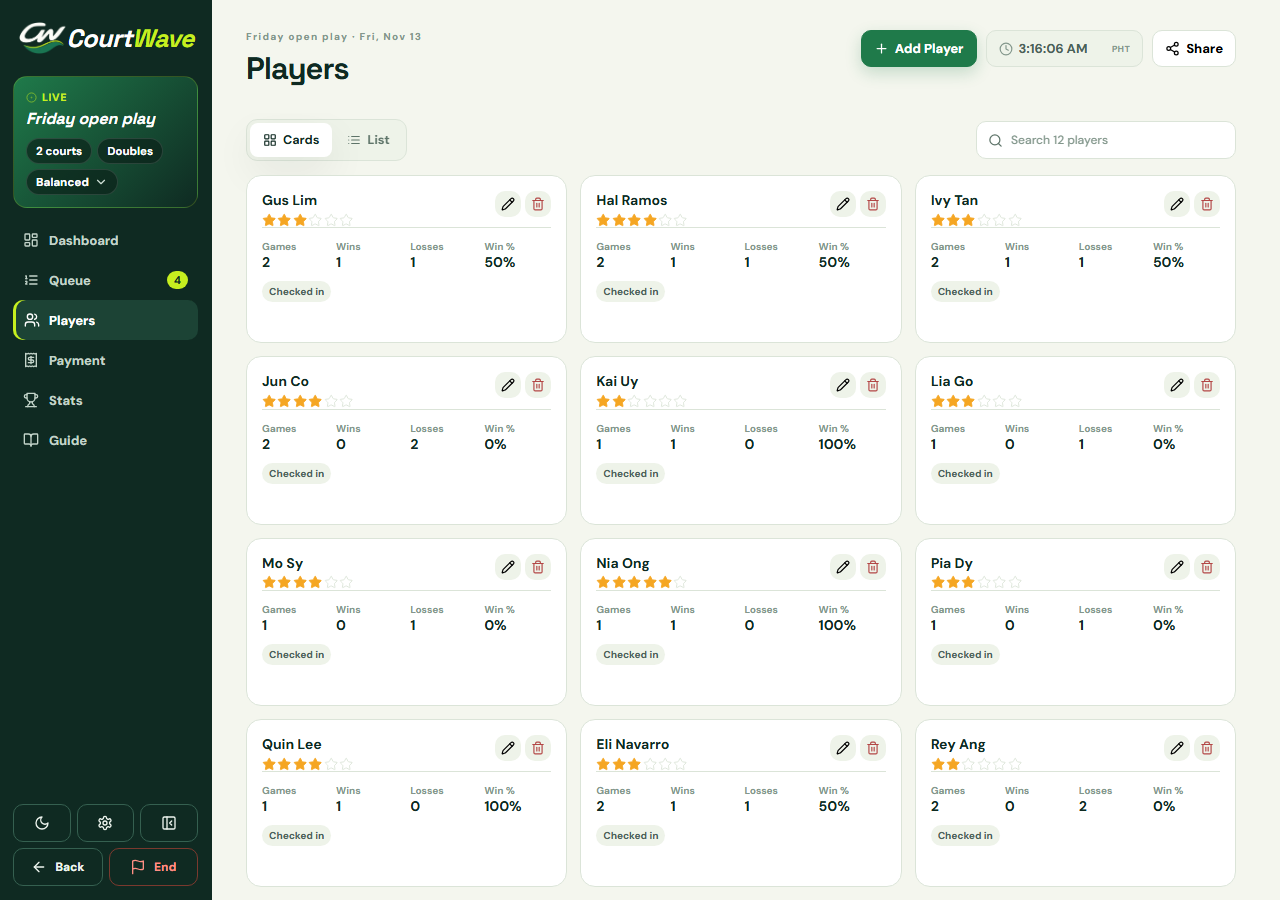 CW CourtWave
LIVE
Friday open play
2 courts
Doubles
Balanced
Dashboard
Queue
4
Players
Payment
Stats
Guide
Back
End
Friday open play · Fri, Nov 13
Players
Add Player
3:16:06 AM
PHT
Share
Cards
List
Search 12 players
Gus Lim
Games Wins Losses Win %
2 1 1 50%
Checked in
Hal Ramos
Games Wins Losses Win %
2 1 1 50%
Checked in
Ivy Tan
Games Wins Losses Win %
2 1 1 50%
Checked in
Jun Co
Games Wins Losses Win %
2 0 2 0%
Checked in
Kai Uy
Games Wins Losses Win %
1 1 0 100%
Checked in
Lia Go
Games Wins Losses Win %
1 0 1 0%
Checked in
Mo Sy
Games Wins Losses Win %
1 0 1 0%
Checked in
Nia Ong
Games Wins Losses Win %
1 1 0 100%
Checked in
Pia Dy
Games Wins Losses Win %
1 0 1 0%
Checked in
Quin Lee
Games Wins Losses Win %
1 1 0 100%
Checked in
Eli Navarro
Games Wins Losses Win %
2 1 1 50%
Checked in
Rey Ang
Games Wins Losses Win %
2 0 2 0%
Checked in